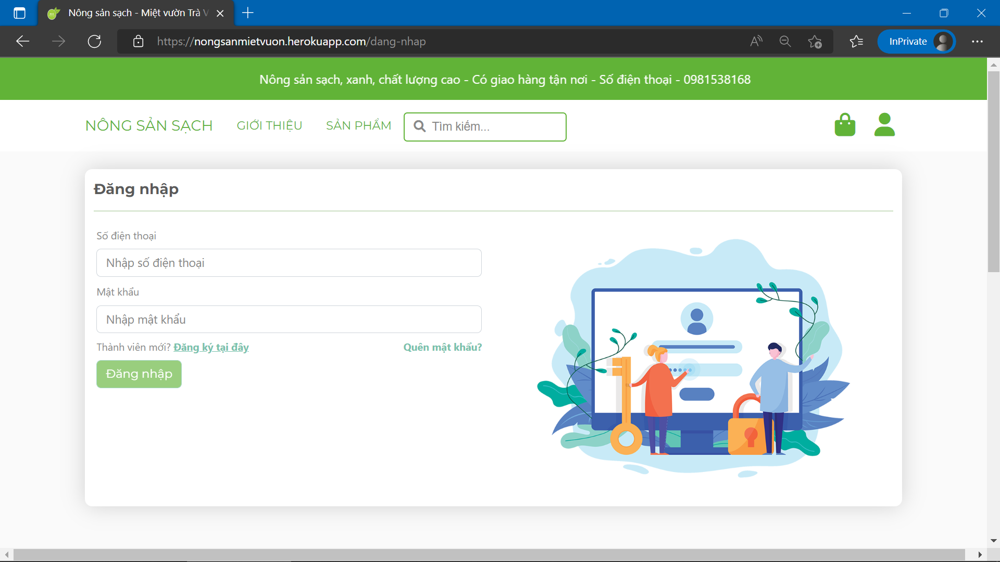 Nông sản sạch - Miệt vườn Trà V
https://nongsanmietvuon.herokuapp.com/dang-nhap
InPrivate
Nông sản sạch, xanh, chất lượng cao - Có giao hàng tận nơi - Số điện thoại - 0981538168
NÔNG SẢN SẠCH GIỚI THIỆU SẢN PHẨM Tìm kiếm...
Đăng nhập
Số điện thoại
Nhập số điện thoại
Mật khẩu
Nhập mật khẩu
Thành viên mới? Đăng ký tại đây Quên mật khẩu?
Đăng nhập